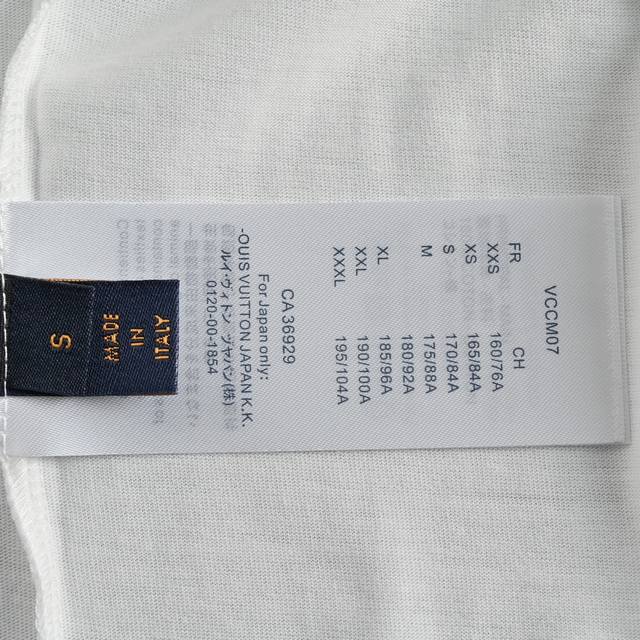 VCCM07
FR CH
XXS 160/76A
XS 165/84A
S 170/84A
M 175/88A
180/92A
XL 185/96A
XXL 190/100A
XXXL 195/104A
CA36929
For Japan only:
-OUIS VUITTON JAPAN K.K.
ルイ・ヴィトン ジャパン(株)
0120-00-1854
S
MADE
IN
ITALY